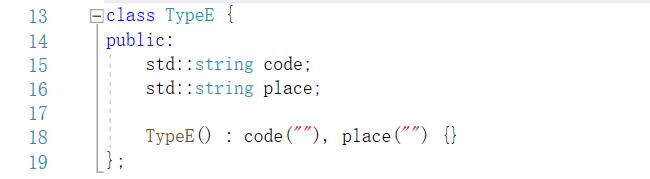 13 class TypeE {
14 public:
15     std::string code;
16     std::string place;
17
18     TypeE() : code(""), place("") {}
19 };